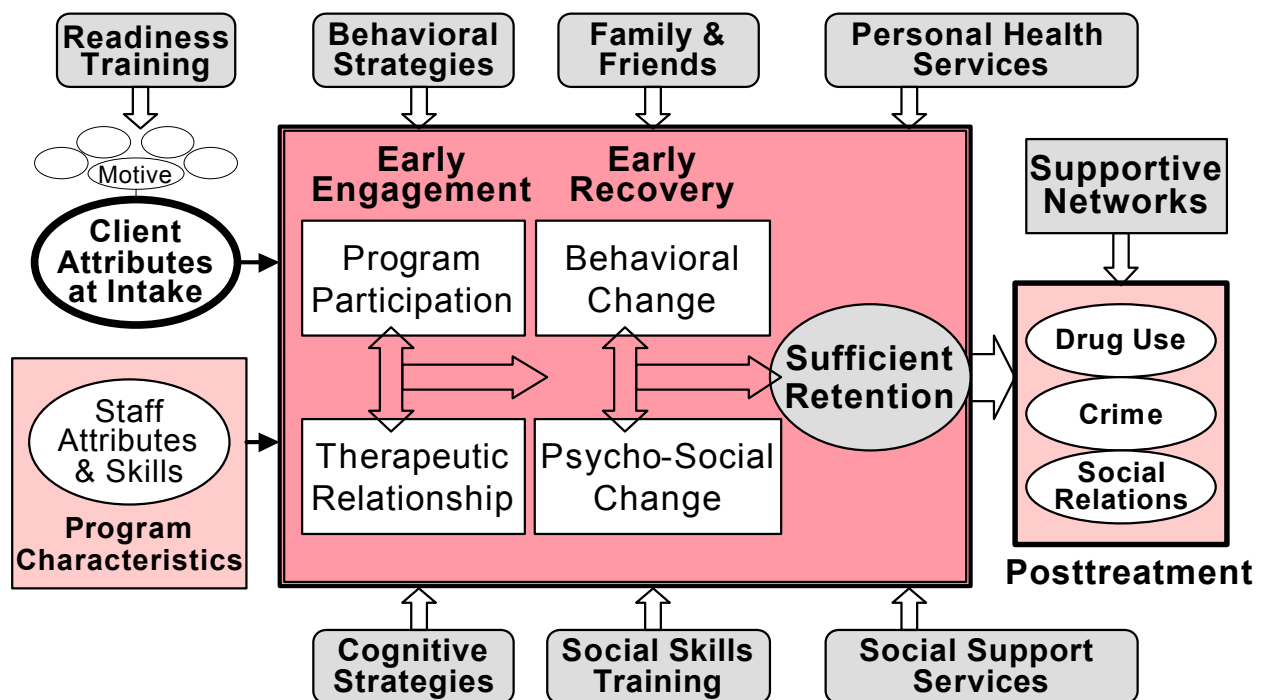 Readiness
Training
Behavioral
Strategies
Family &
Friends
Personal Health
Services
Motive
Client
Attributes
at Intake
Early
Engagement
Early
Recovery
Program
Participation
Behavioral
Change
Therapeutic
Relationship
Psycho-Social
Change
Sufficient
Retention
Supportive
Networks
Drug Use
Crime
Social
Relations
Posttreatment
Staff
Attributes
& Skills
Program
Characteristics
Cognitive
Strategies
Social Skills
Training
Social Support
Services